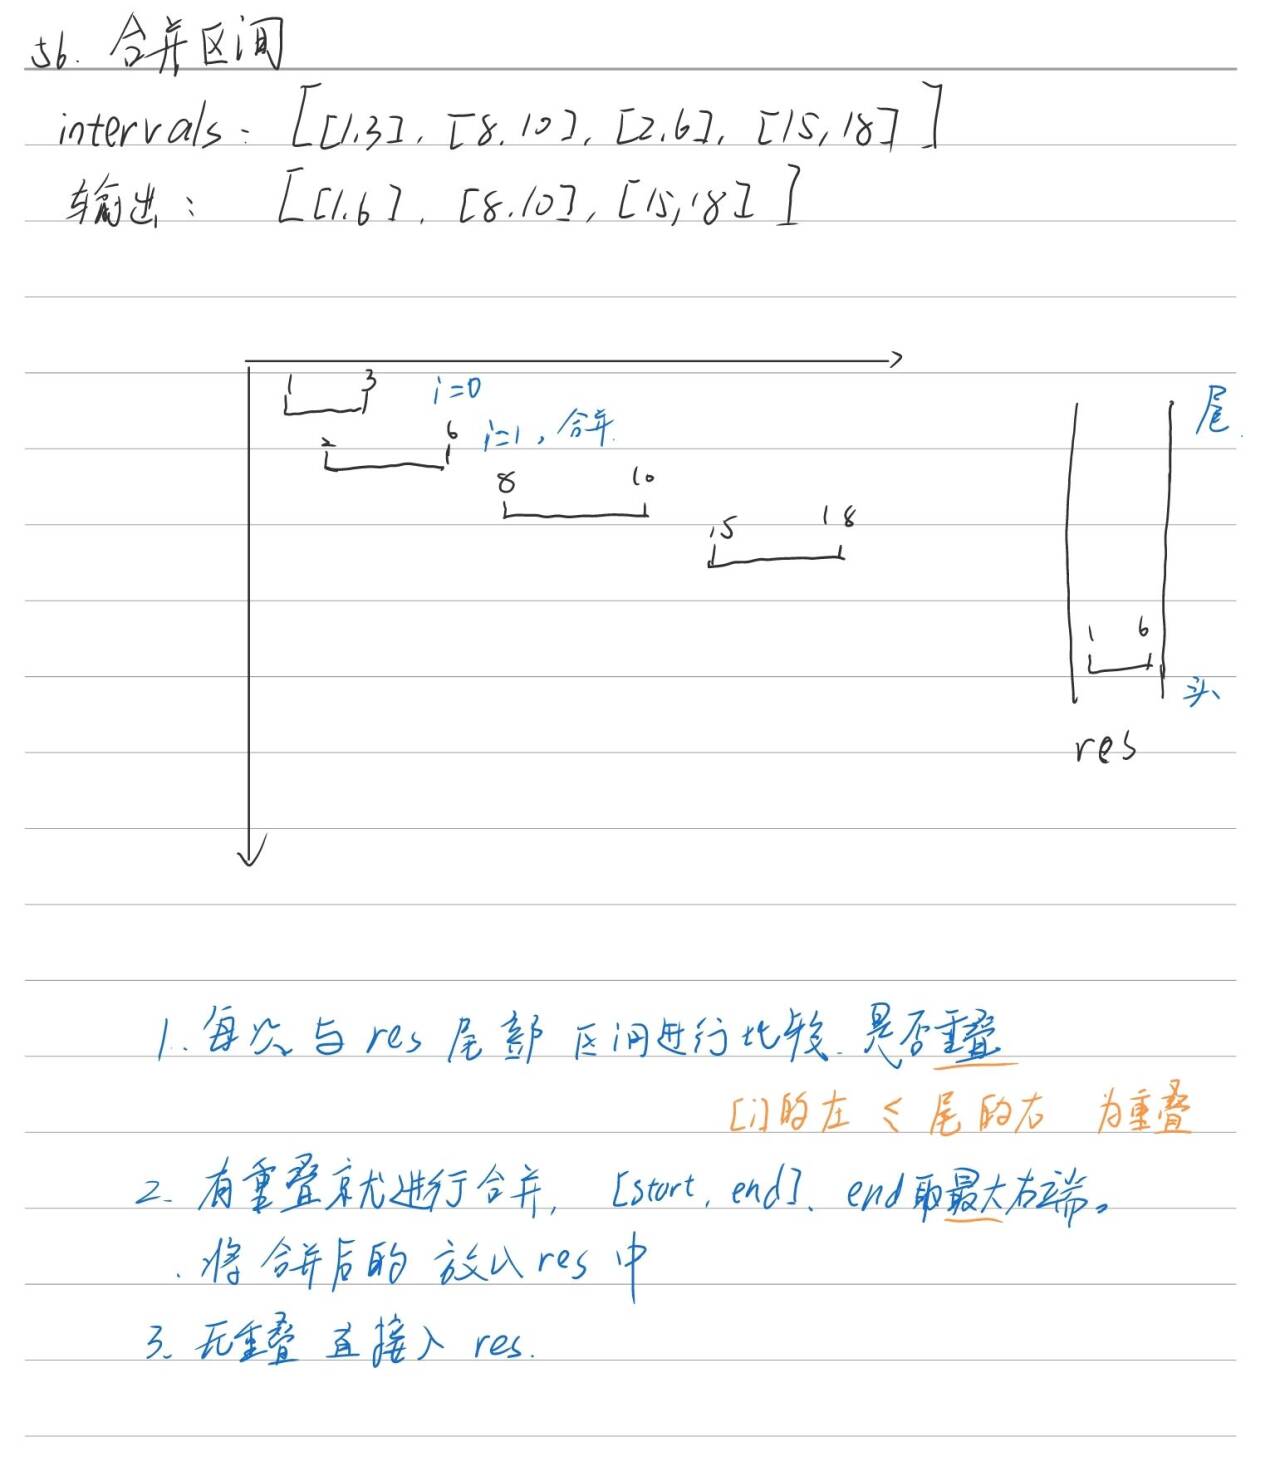 56. 合并区间
intervals: [[1,3], [8,10], [2,6], [15,18]]
输出: [[1,6], [8,10], [15,18]]
1 3 i=0
2 6 i=1, 合并.
8 10
15 18
尾.
1 6
头
res
1. 每次与 res 尾部 区间进行比较. 是否重叠
[i]的左 ≤ 尾的右 为重叠
2. 有重叠就进行合并, [start, end]. end取最大右端。
. 将合并后的 放入 res 中
3. 无重叠 直接入 res.